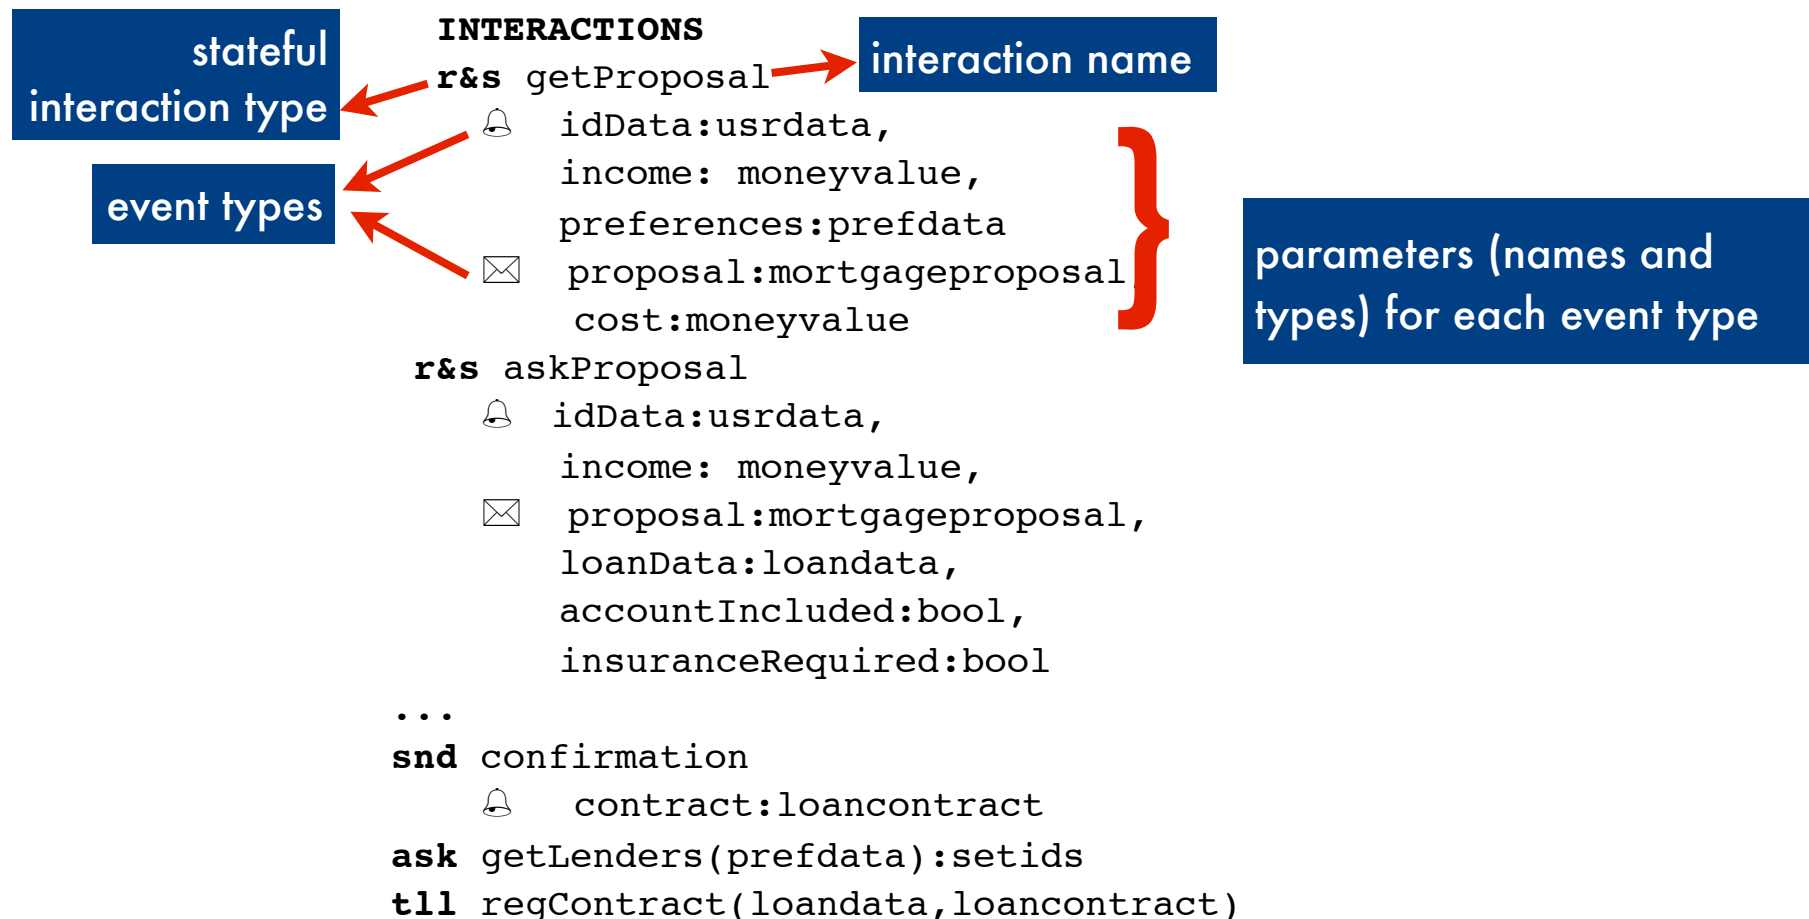 INTERACTIONS
stateful
interaction type
r&s getProposal
interaction name
🔔 idData:usrdata,
income: moneyvalue,
event types
preferences:prefdata
✉ proposal:mortgageproposal,
cost:moneyvalue
}
parameters (names and
types) for each event type
r&s askProposal
🔔 idData:usrdata,
income: moneyvalue,
✉ proposal:mortgageproposal,
loanData:loandata,
accountIncluded:bool,
insuranceRequired:bool
...
snd confirmation
🔔 contract:loancontract
ask getLenders(prefdata):setids
tll regContract(loandata,loancontract)